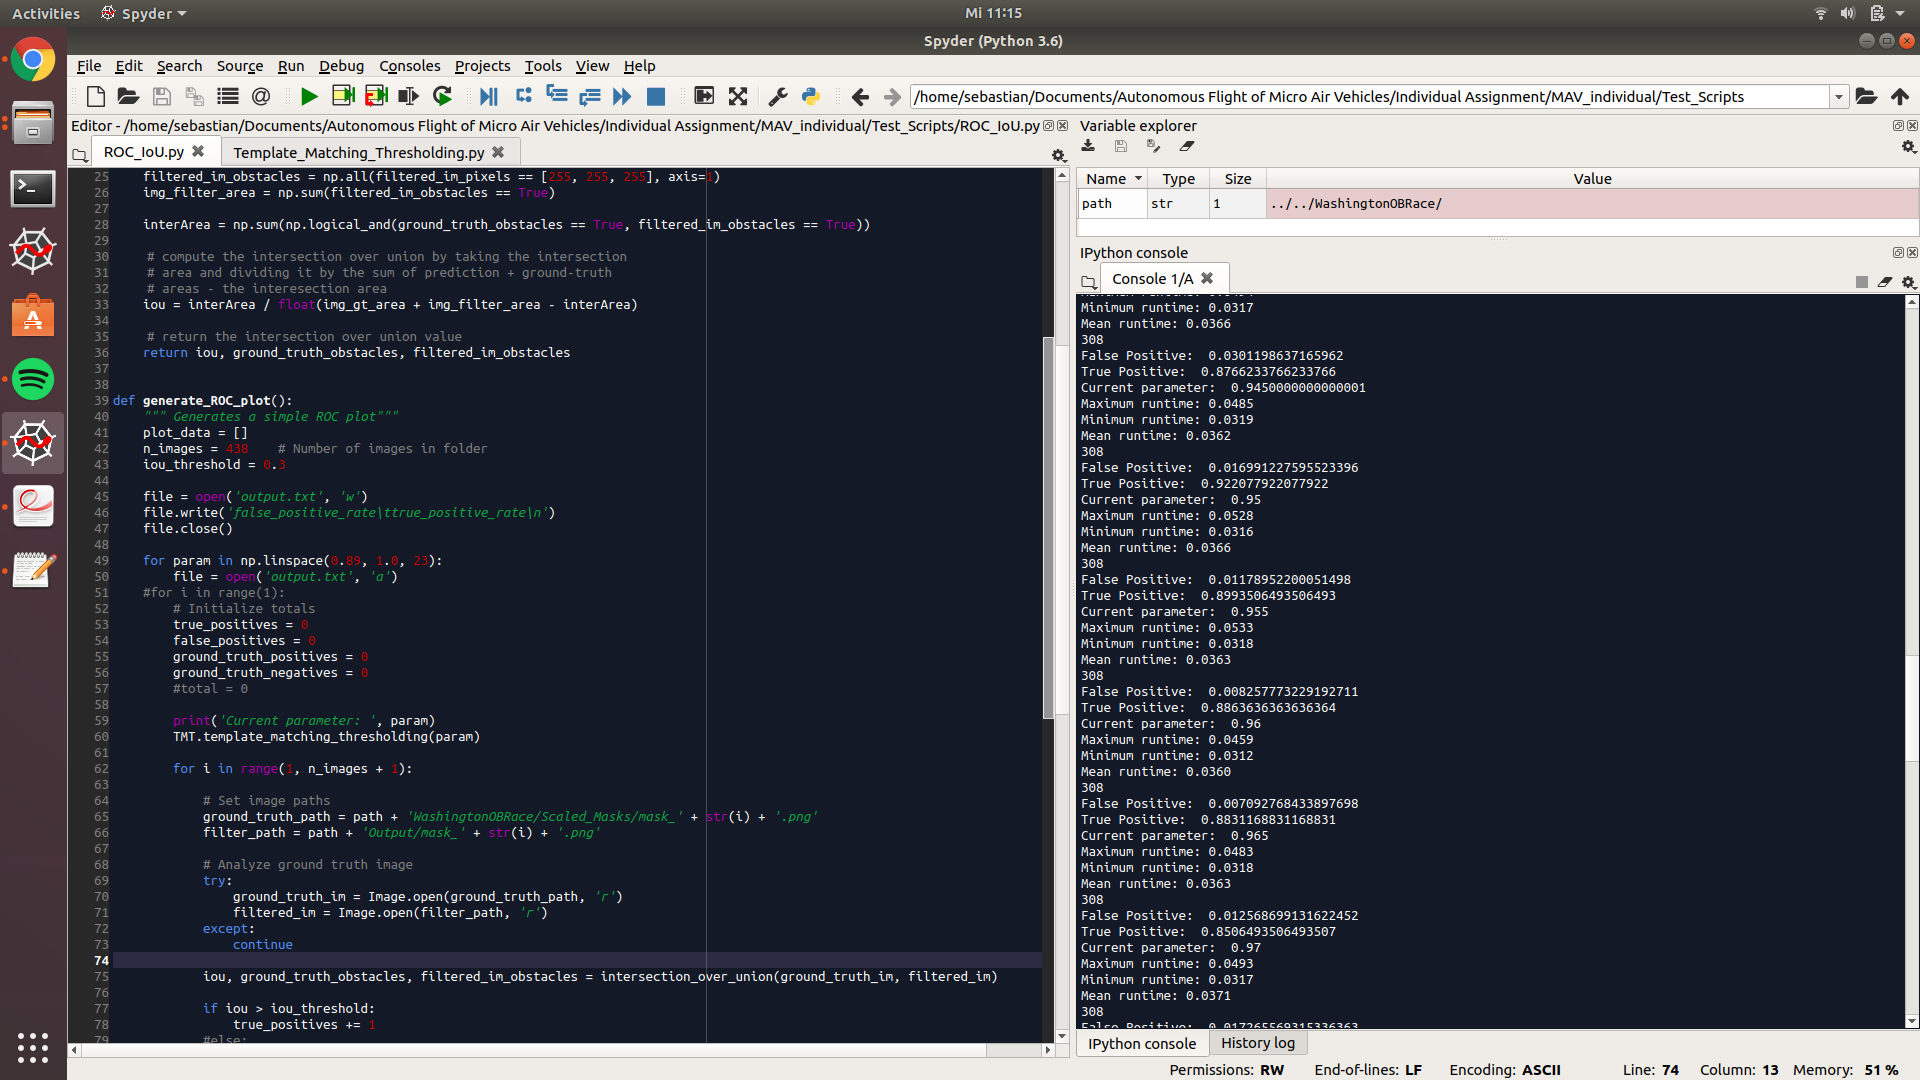 Activities
Spyder
Mi 11:15
Spyder (Python 3.6)
File Edit Search Source Run Debug Consoles Projects Tools View Help
/home/sebastian/Documents/Autonomous Flight of Micro Air Vehicles/Individual Assignment/MAV_individual/Test_Scripts
Editor - /home/sebastian/Documents/Autonomous Flight of Micro Air Vehicles/Individual Assignment/MAV_individual/Test_Scripts/ROC_IoU.py
ROC_IoU.py
Template_Matching_Thresholding.py
25 filtered_im_obstacles = np.all(filtered_im_pixels == [255, 255, 255], axis=1)
26 img_filter_area = np.sum(filtered_im_obstacles == True)
27
28 interArea = np.sum(np.logical_and(ground_truth_obstacles == True, filtered_im_obstacles == True))
29
30 # compute the intersection over union by taking the intersection
31 # area and dividing it by the sum of prediction + ground-truth
32 # areas - the interesection area
33 iou = interArea / float(img_gt_area + img_filter_area - interArea)
34
35 # return the intersection over union value
36 return iou, ground_truth_obstacles, filtered_im_obstacles
37
38
39 def generate_ROC_plot():
40 """ Generates a simple ROC plot"""
41 plot_data = []
42 n_images = 438 # Number of images in folder
43 iou_threshold = 0.3
44
45 file = open('output.txt', 'w')
46 file.write('false_positive_rate\ttrue_positive_rate\n')
47 file.close()
48
49 for param in np.linspace(0.89, 1.0, 23):
50 file = open('output.txt', 'a')
51 #for i in range(1):
52 # Initialize totals
53 true_positives = 0
54 false_positives = 0
55 ground_truth_positives = 0
56 ground_truth_negatives = 0
57 #total = 0
58
59 print('Current parameter: ', param)
60 TMT.template_matching_thresholding(param)
61
62 for i in range(1, n_images + 1):
63
64 # Set image paths
65 ground_truth_path = path + 'WashingtonOBRace/Scaled_Masks/mask_' + str(i) + '.png'
66 filter_path = path + 'Output/mask_' + str(i) + '.png'
67
68 # Analyze ground truth image
69 try:
70 ground_truth_im = Image.open(ground_truth_path, 'r')
71 filtered_im = Image.open(filter_path, 'r')
72 except:
73 continue
74
75 iou, ground_truth_obstacles, filtered_im_obstacles = intersection_over_union(ground_truth_im, filtered_im)
76
77 if iou > iou_threshold:
78 true_positives += 1
79 #else:
Variable explorer
Name Type Size Value
path str 1 ../../WashingtonOBRace/
IPython console
Console 1/A
Minimum runtime: 0.0317
Mean runtime: 0.0366
308
False Positive: 0.0301198637165962
True Positive: 0.8766233766233766
Current parameter: 0.9450000000000001
Maximum runtime: 0.0485
Minimum runtime: 0.0319
Mean runtime: 0.0362
308
False Positive: 0.016991227595523396
True Positive: 0.922077922077922
Current parameter: 0.95
Maximum runtime: 0.0528
Minimum runtime: 0.0316
Mean runtime: 0.0366
308
False Positive: 0.01178952200051498
True Positive: 0.8993506493506493
Current parameter: 0.955
Maximum runtime: 0.0533
Minimum runtime: 0.0318
Mean runtime: 0.0363
308
False Positive: 0.008257773229192711
True Positive: 0.8863636363636364
Current parameter: 0.96
Maximum runtime: 0.0459
Minimum runtime: 0.0312
Mean runtime: 0.0360
308
False Positive: 0.007092768433897698
True Positive: 0.8831168831168831
Current parameter: 0.965
Maximum runtime: 0.0483
Minimum runtime: 0.0318
Mean runtime: 0.0363
308
False Positive: 0.012568699131622452
True Positive: 0.8506493506493507
Current parameter: 0.97
Maximum runtime: 0.0493
Minimum runtime: 0.0317
Mean runtime: 0.0371
308
False Positive: 0.017265569315336363
IPython console
History log
Permissions: RW End-of-lines: LF Encoding: ASCII Line: 74 Column: 13 Memory: 51 %